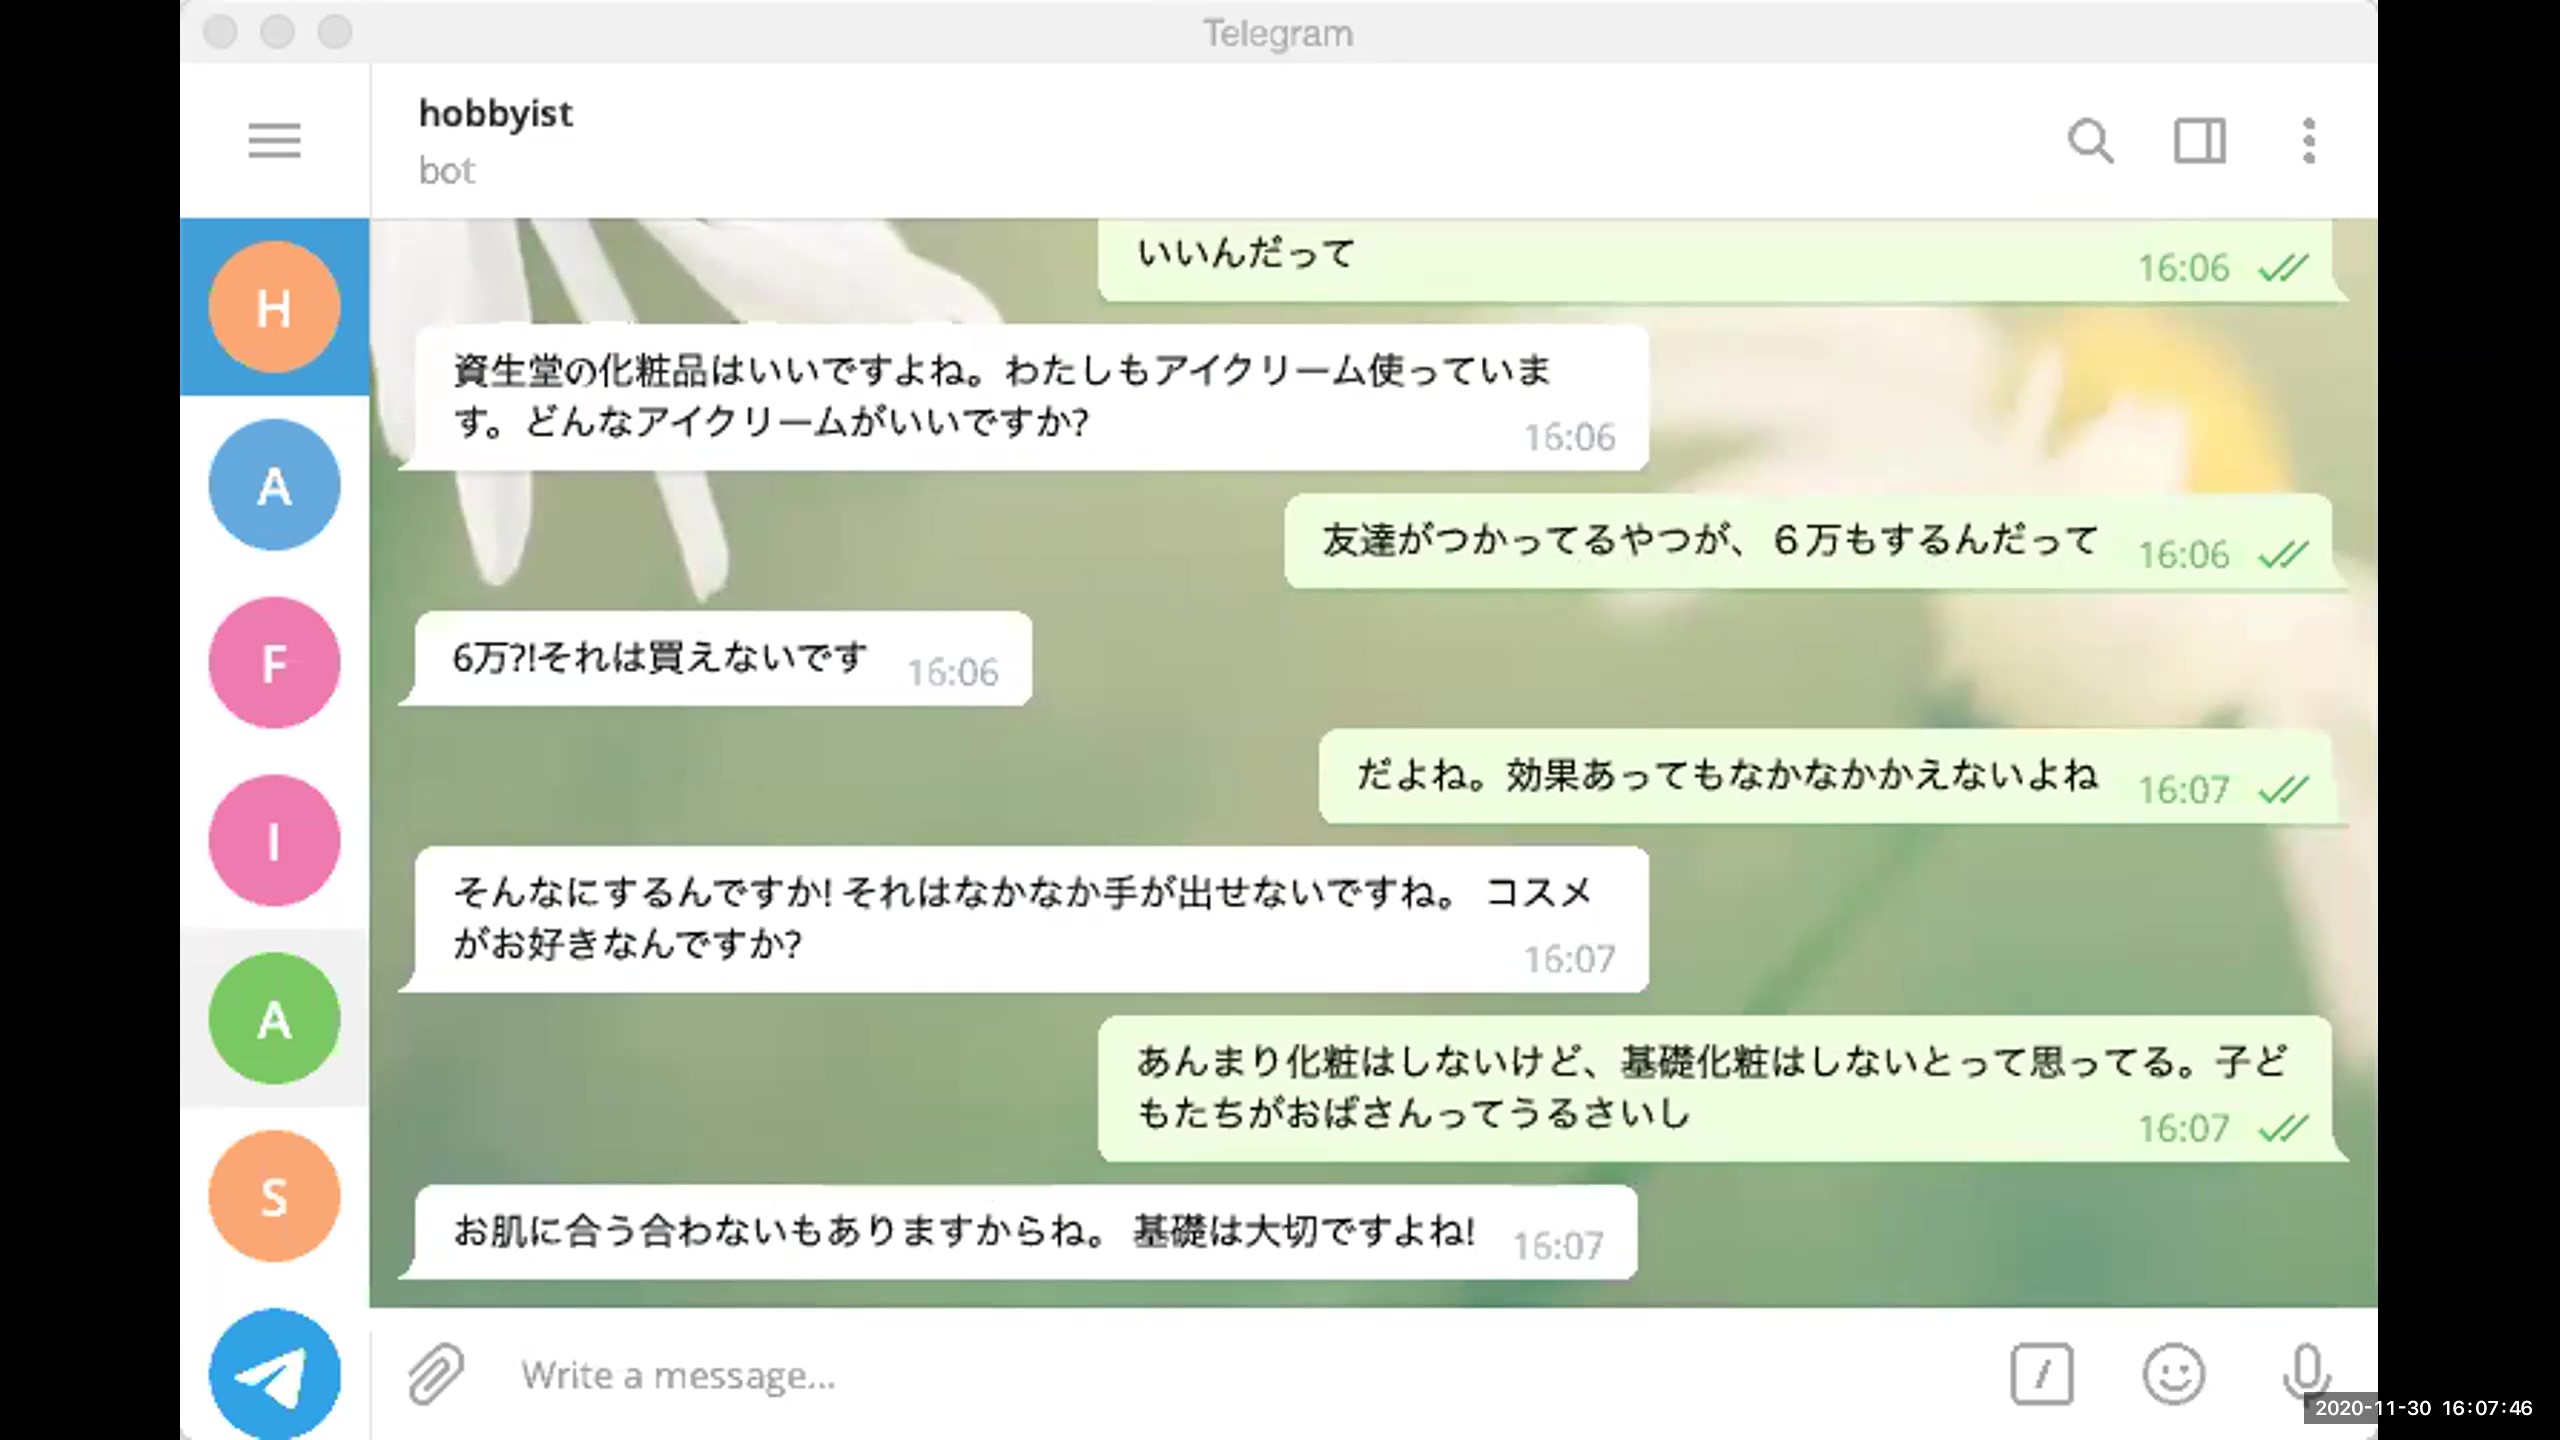 Telegram
hobbyist
bot
H
A
F
I
A
S
いいんだって
16:06
資生堂の化粧品はいいですよね。わたしもアイクリーム使っていま
す。どんなアイクリームがいいですか?
16:06
友達がつかってるやつが、６万もするんだって 16:06
6万?!それは買えないです 16:06
だよね。効果あってもなかなかかえないよね 16:07
そんなにするんですか! それはなかなか手が出せないですね。 コスメ
がお好きなんですか?
16:07
あんまり化粧はしないけど、基礎化粧はしないとって思ってる。子ど
もたちがおばさんってうるさいし
16:07
お肌に合う合わないもありますからね。 基礎は大切ですよね! 16:07
Write a message...
2020-11-30 16:07:46